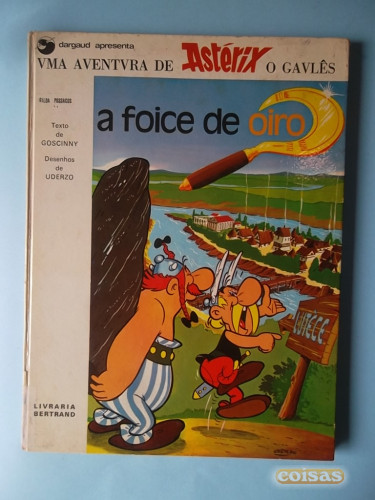 dargaud apresenta
VMA AVENTVRA DE Astérix O GAVLÊS
a foice de oiro
Texto
de
GOSCINNY
Desenhos
de
UDERZO
LUTÈCE
LIVRARIA
BERTRAND
coisas